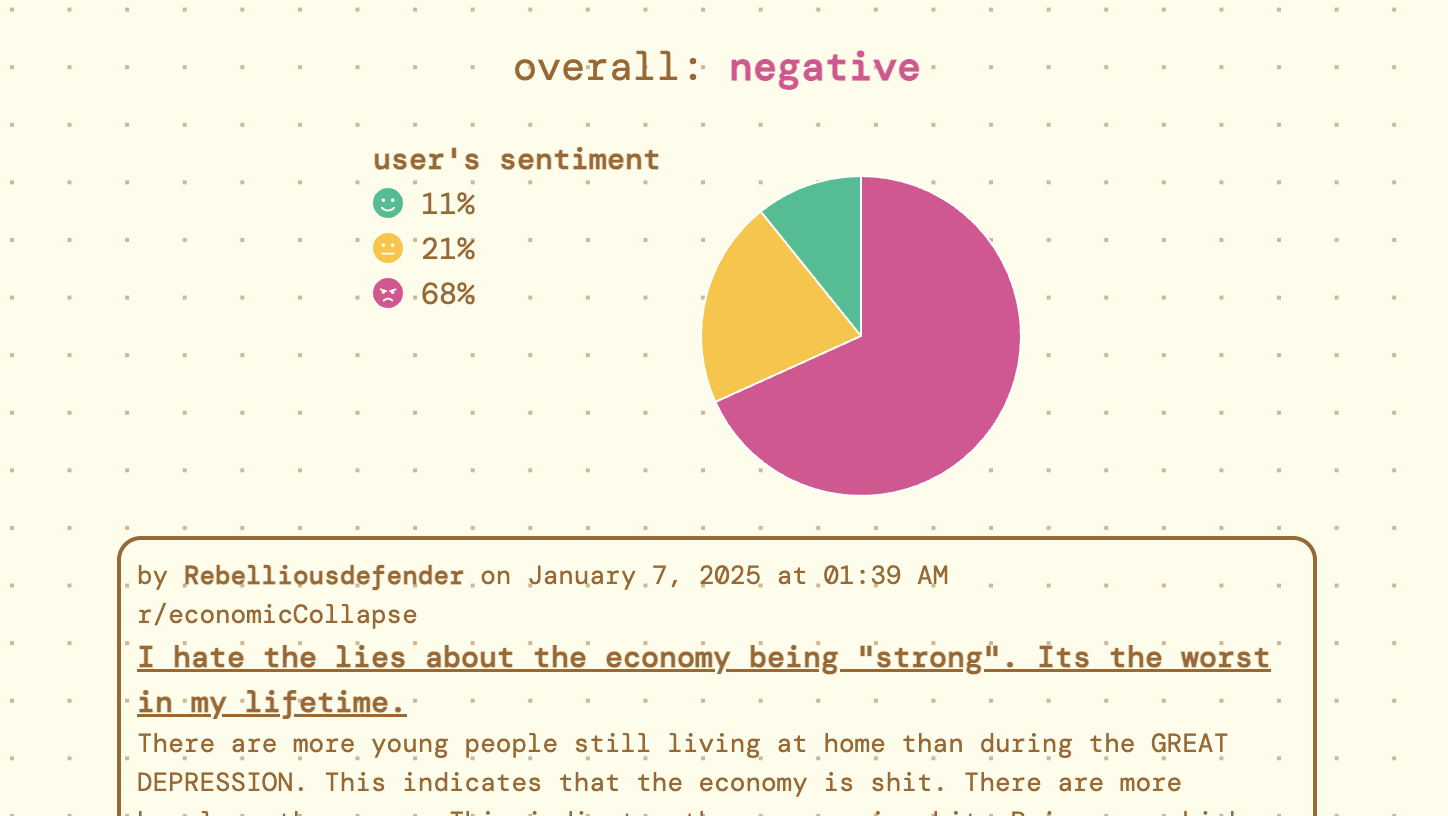 overall: negative
user's sentiment
11%
21%
68%
by Rebelliousdefender on January 7, 2025 at 01:39 AM
r/economicCollapse
I hate the lies about the economy being "strong". Its the worst
in my lifetime.
There are more young people still living at home than during the GREAT
DEPRESSION. This indicates that the economy is shit. There are more